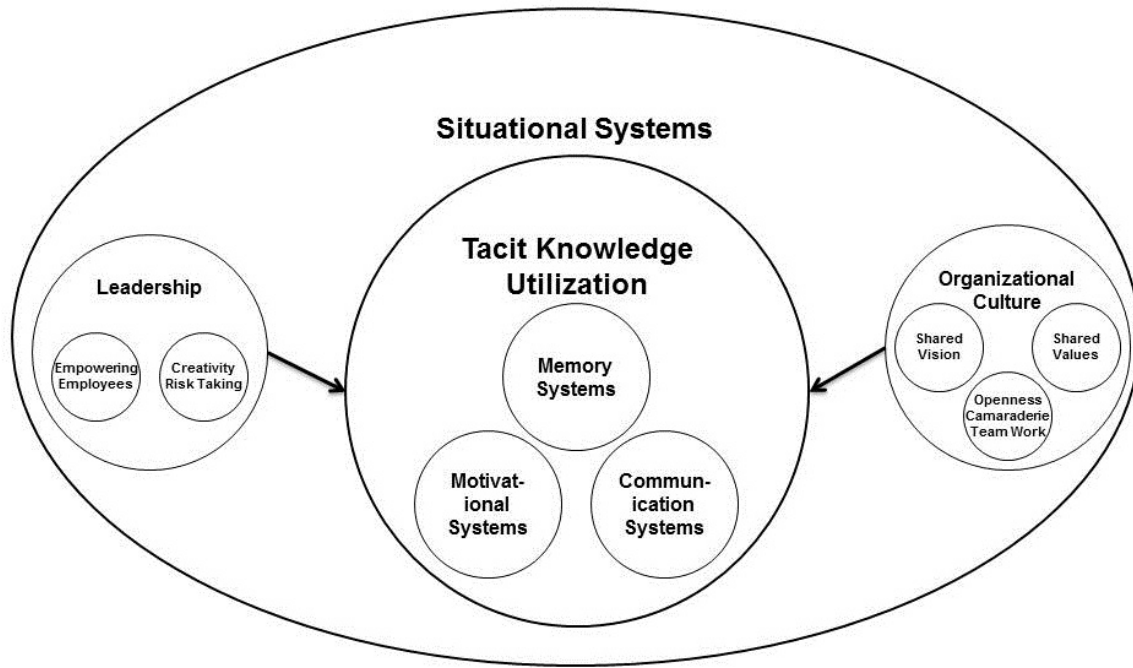 Situational Systems
Tacit Knowledge
Utilization
Leadership
Empowering
Employees
Creativity
Risk Taking
Memory
Systems
Motivat-
ional
Systems
Commun-
ication
Systems
Organizational
Culture
Shared
Vision
Shared
Values
Openness
Camaraderie
Team Work